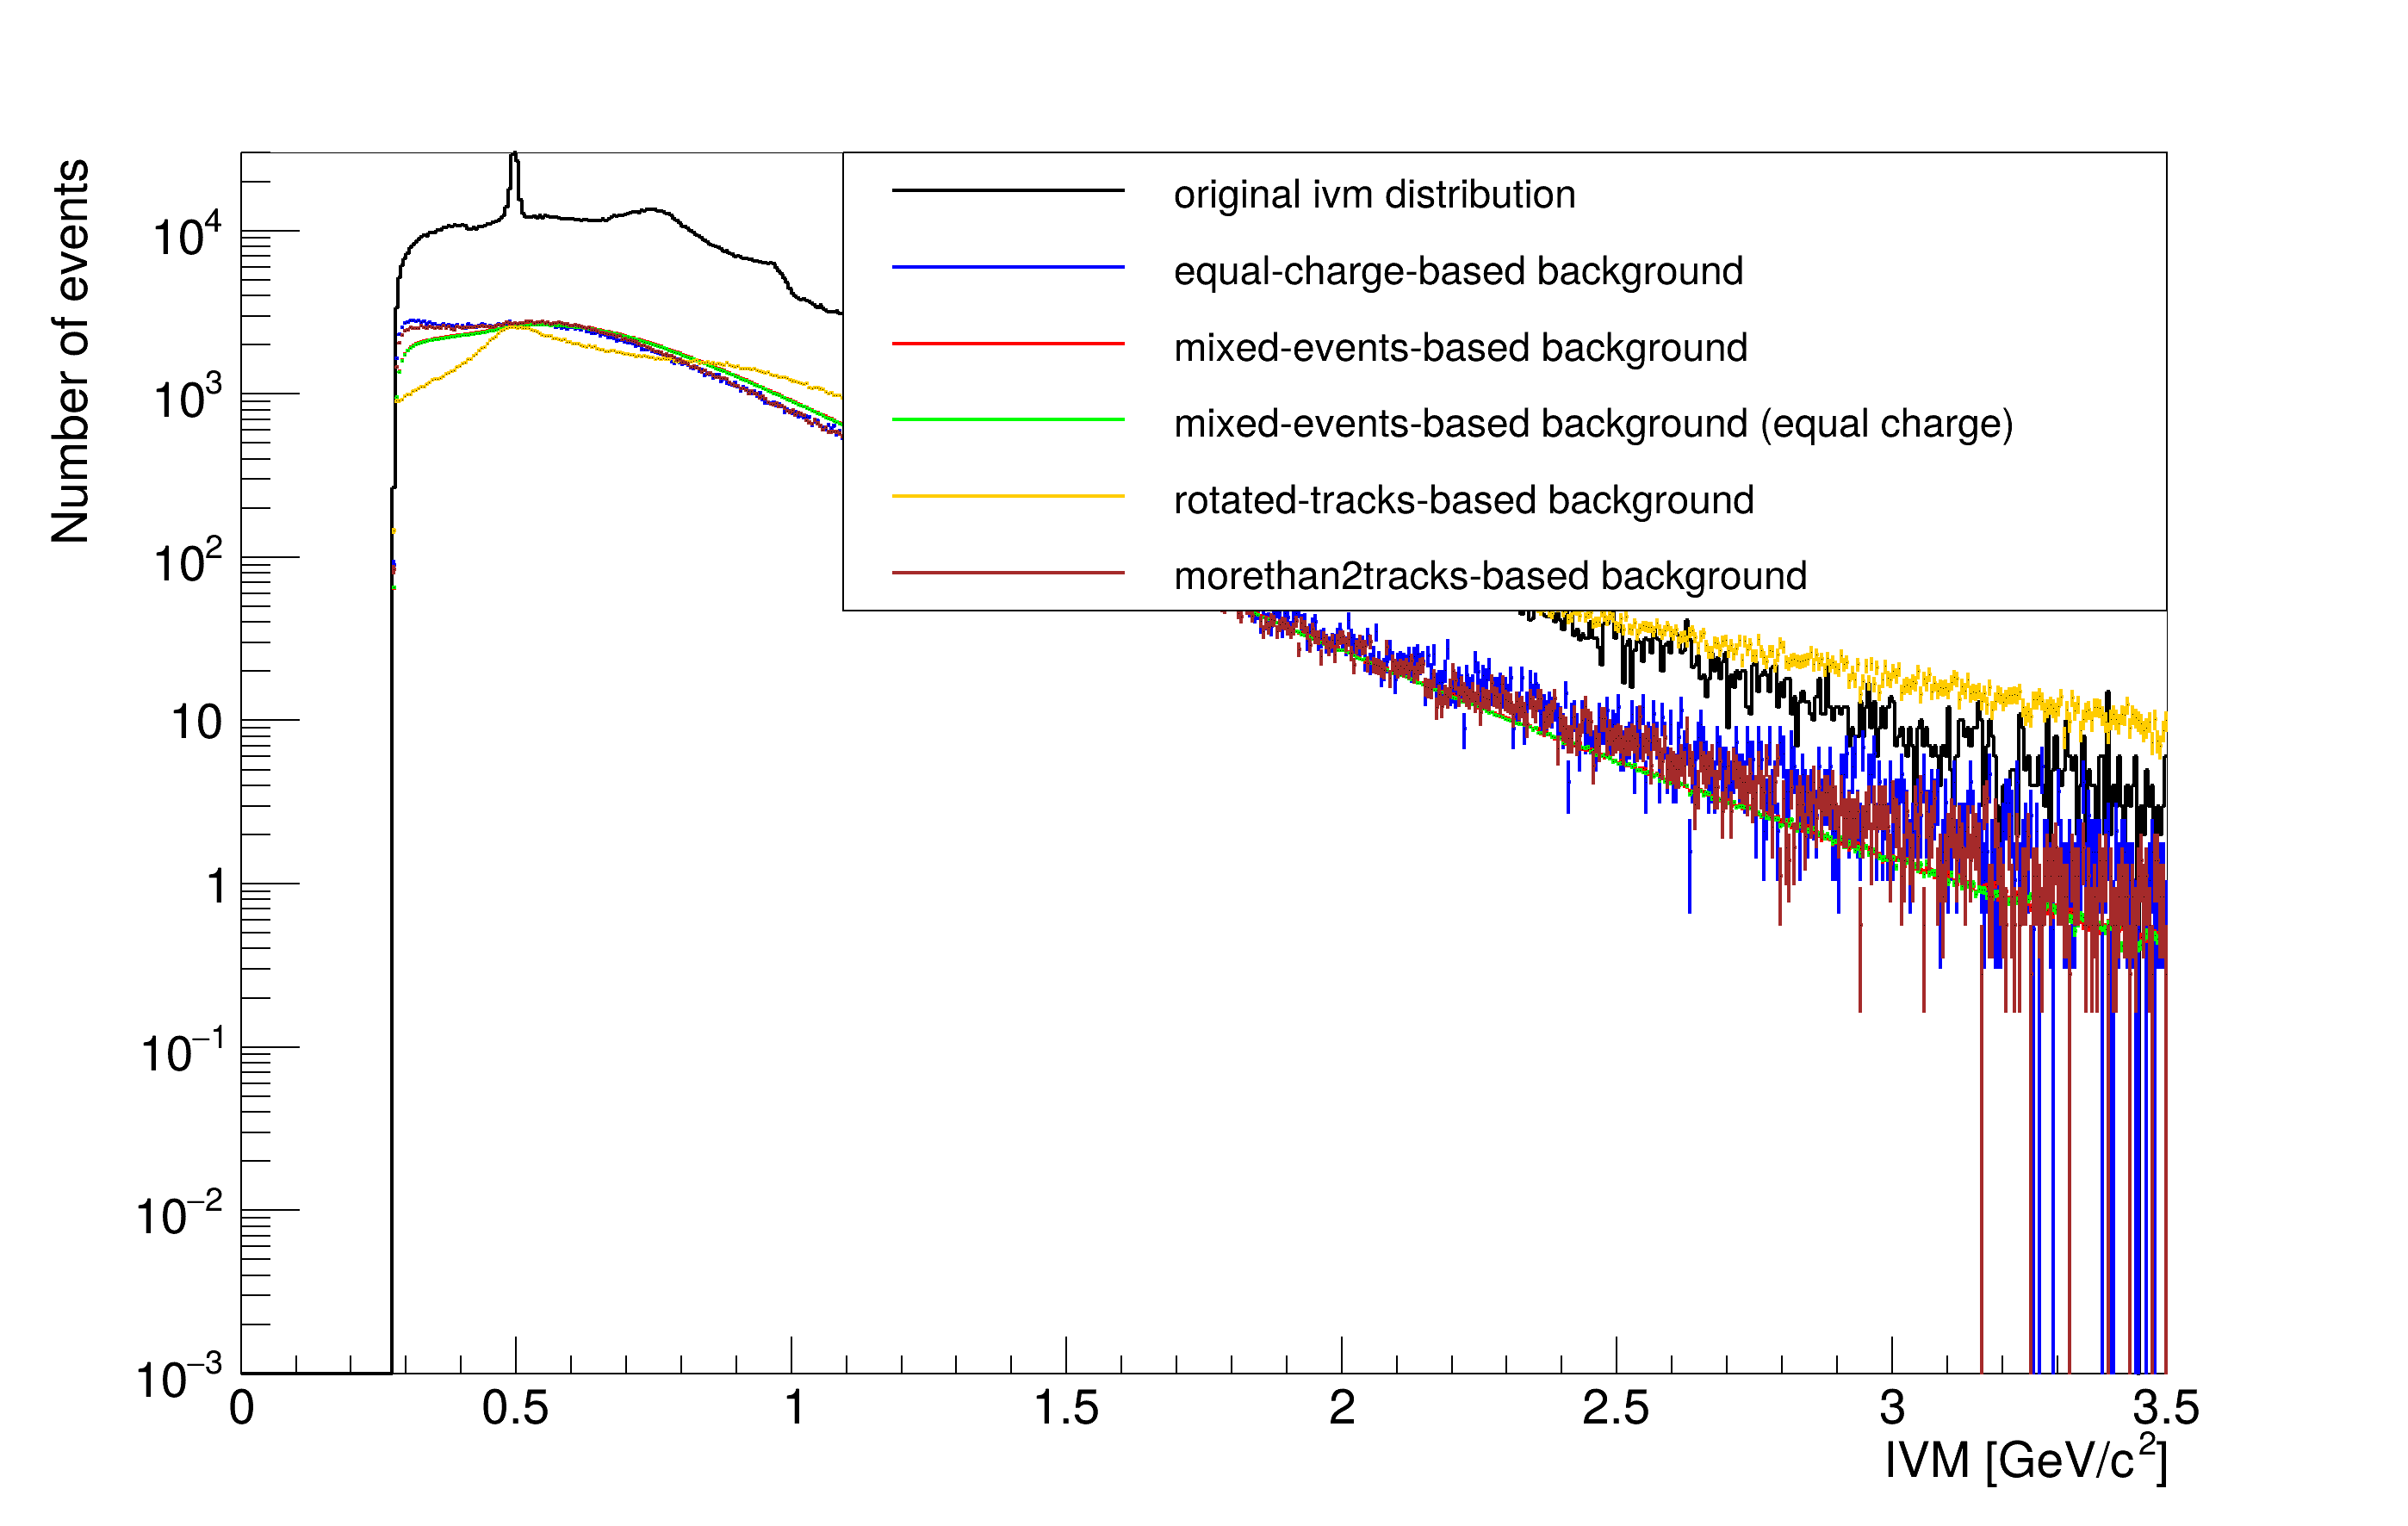 Number of events
10⁴
10³
10²
10
1
10⁻¹
10⁻²
10⁻³
original ivm distribution
equal-charge-based background
mixed-events-based background
mixed-events-based background (equal charge)
rotated-tracks-based background
morethan2tracks-based background
0 0.5 1 1.5 2 2.5 3 3.5
IVM [GeV/c²]